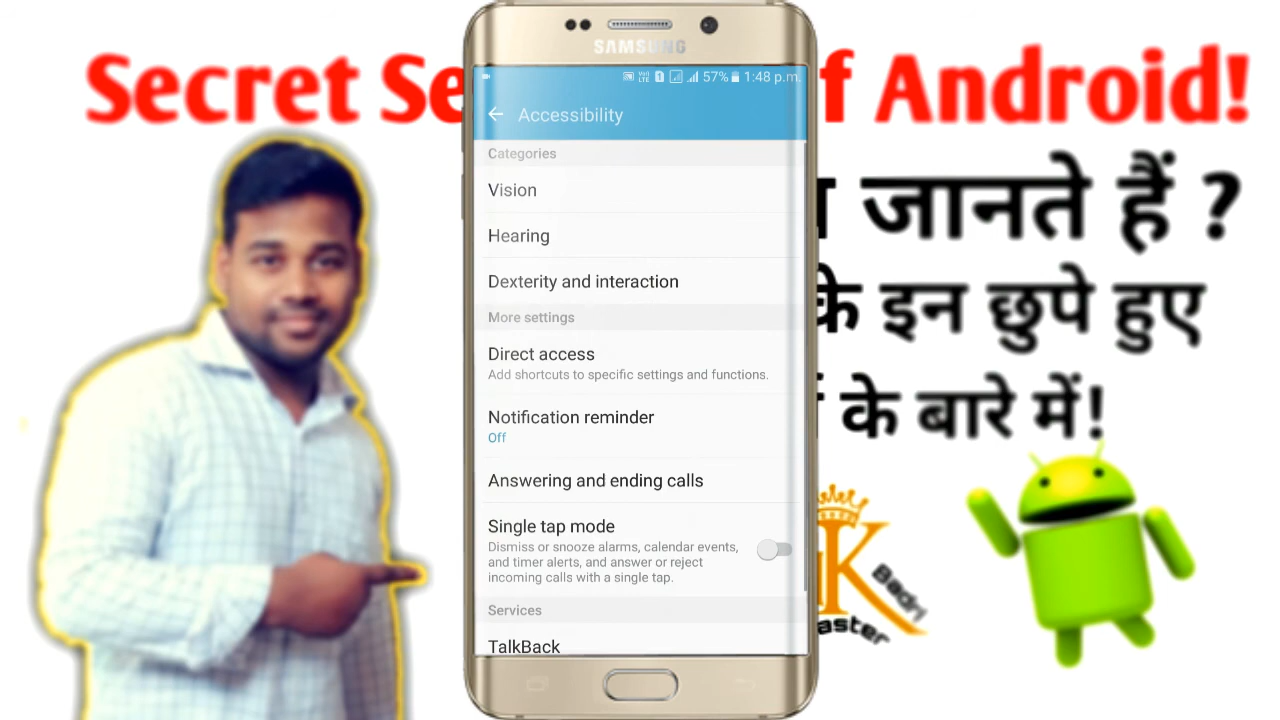 Secret Se f Android!
SAMSUNG
57% 1:48 p.m.
Accessibility
Categories
Vision
Hearing
Dexterity and interaction
More settings
Direct access
Add shortcuts to specific settings and functions.
Notification reminder
Off
Answering and ending calls
Single tap mode
Dismiss or snooze alarms, calendar events,
and timer alerts, and answer or reject
incoming calls with a single tap.
Services
TalkBack
जानते हैं ?
के इन छुपे हुए
के बारे में!
K
Badri
aster